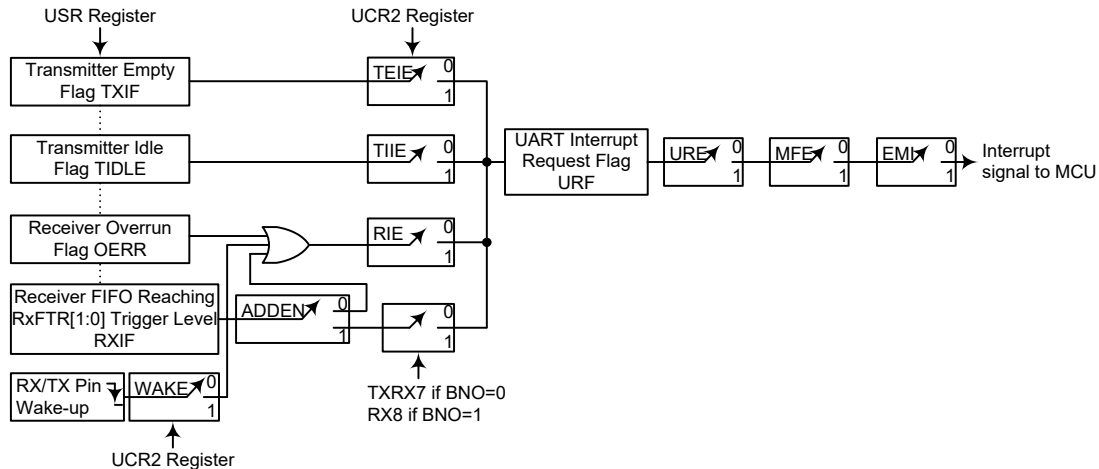 USR Register
UCR2 Register
Transmitter Empty
Flag TXIF
TEIE
0
1
Transmitter Idle
Flag TIDLE
TIIE
0
1
UART Interrupt
Request Flag
URF
URE
0
1
MFE
0
1
EMI
0
1
Interrupt
signal to MCU
Receiver Overrun
Flag OERR
RIE
0
1
Receiver FIFO Reaching
RxFTR[1:0] Trigger Level
RXIF
ADDEN
0
1
0
1
RX/TX Pin
Wake-up
WAKE
0
1
TXRX7 if BNO=0
RX8 if BNO=1
UCR2 Register